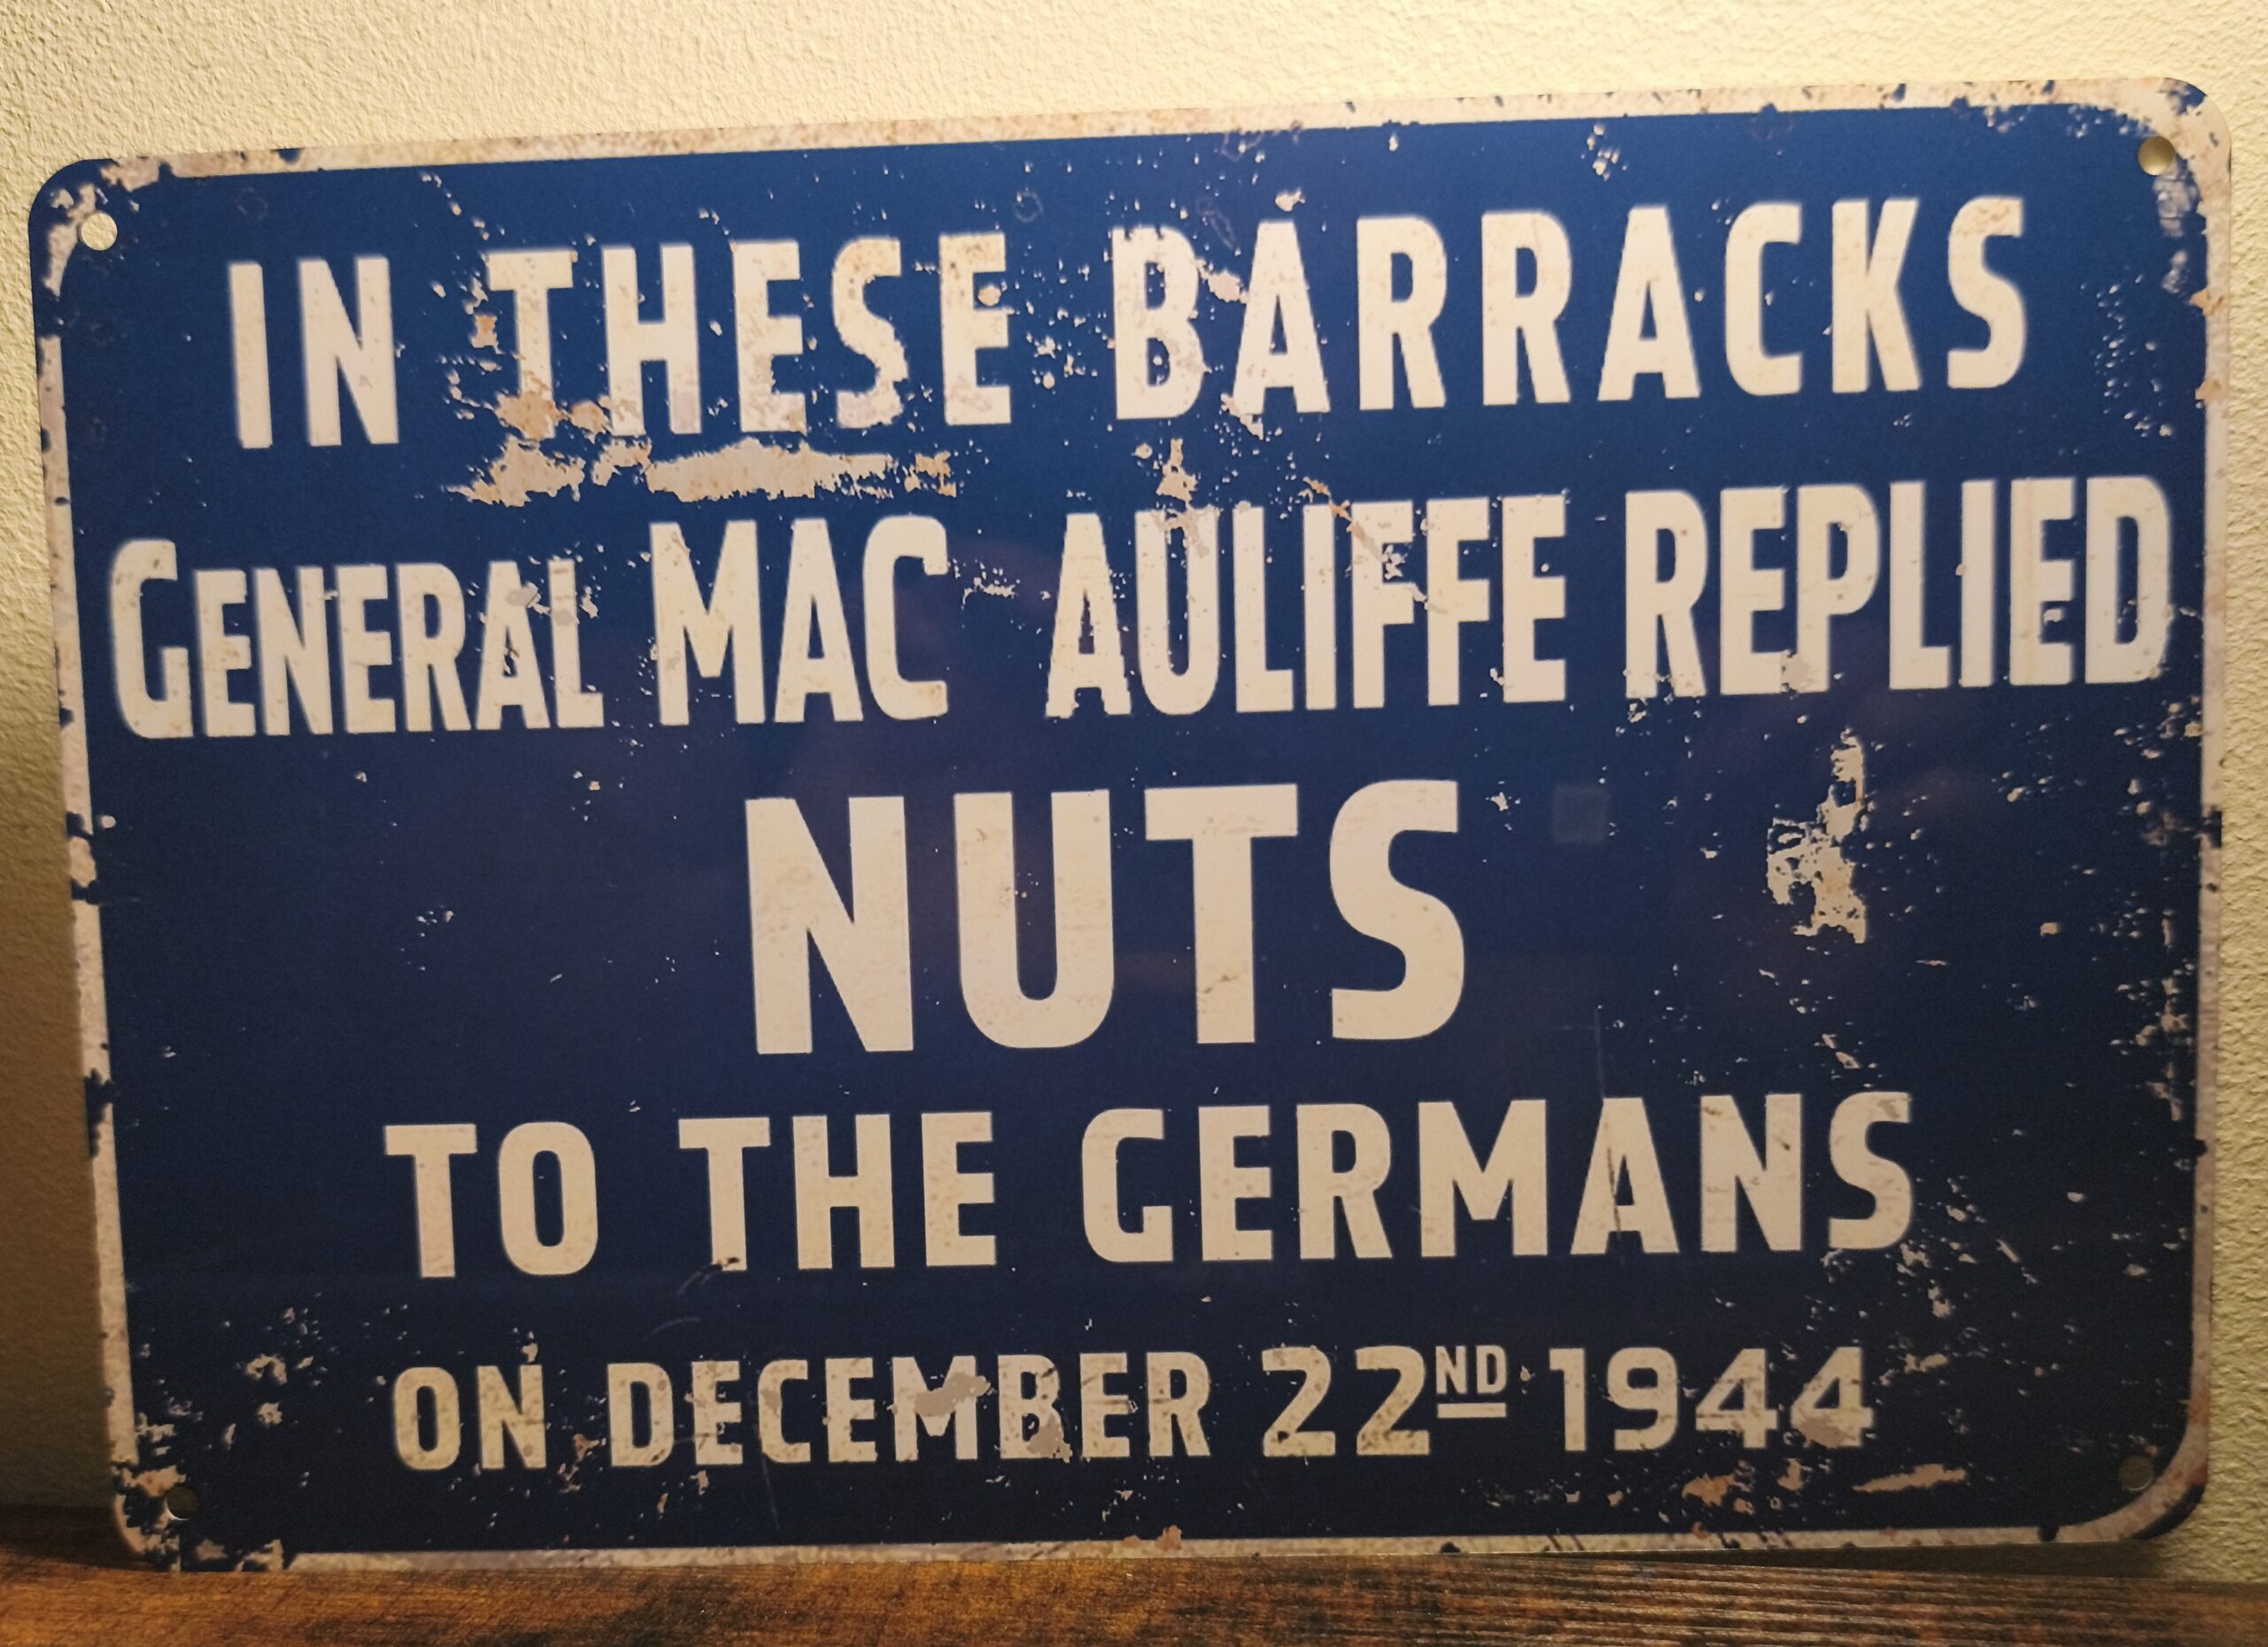 IN THESE BARRACKS
GENERAL MAC AULIFFE REPLIED
NUTS
TO THE GERMANS
ON DECEMBER 22ND 1944